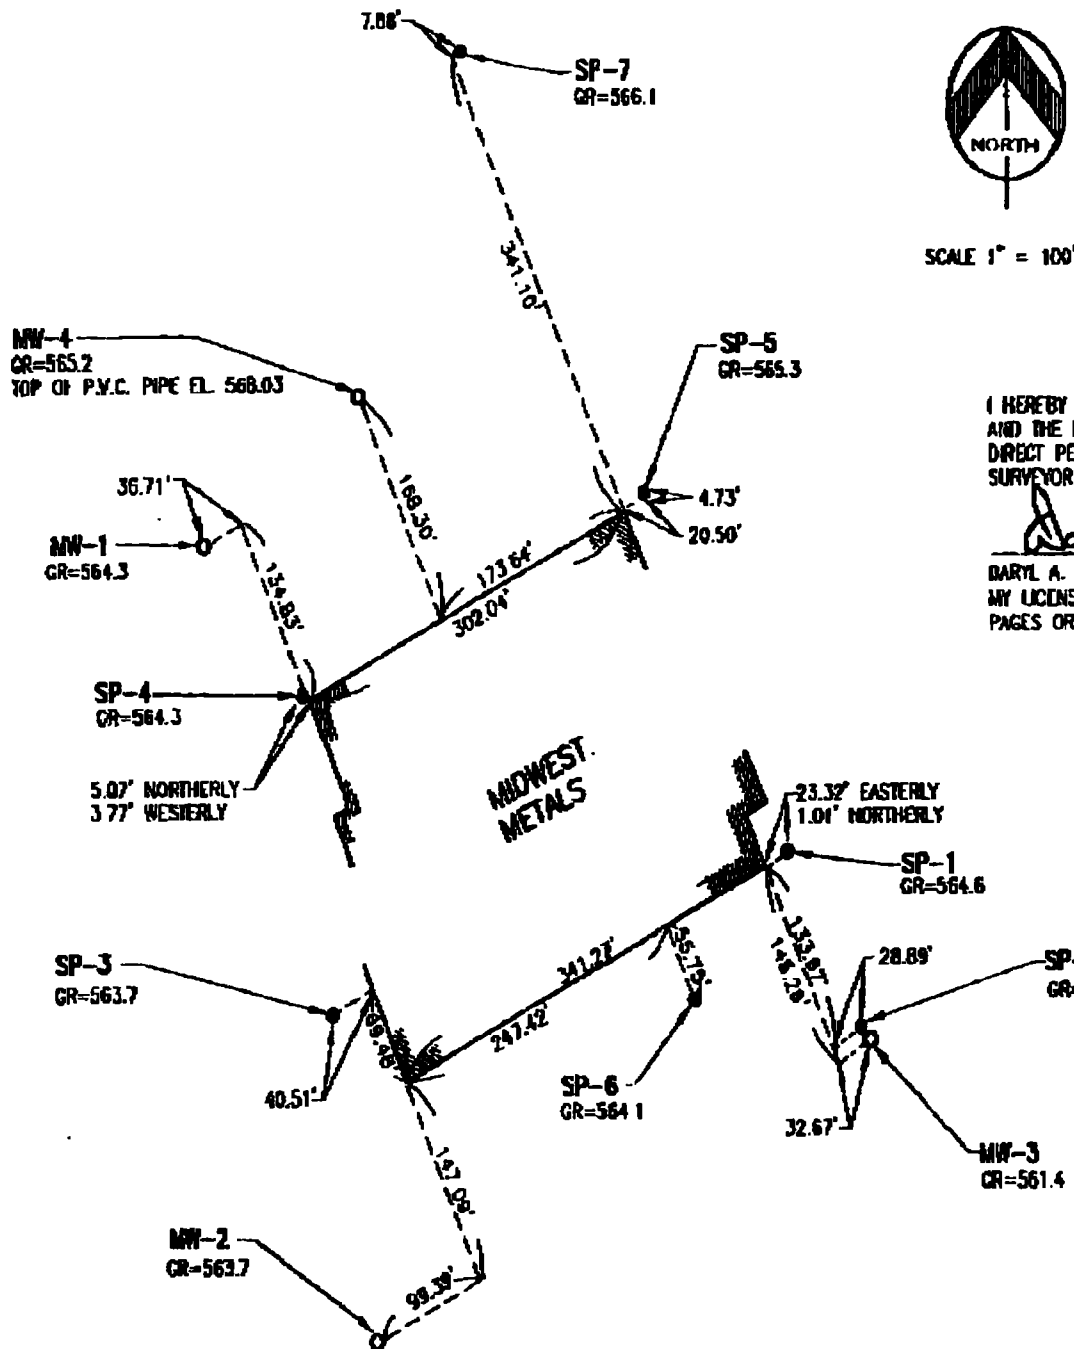 7.88'
SP-7
GR=566.1
NORTH
SCALE 1" = 100'
341.10'
MW-4
GR=565.2
TOP OF P.V.C. PIPE EL. 568.03
SP-5
GR=565.3
I HEREBY
AND THE
DIRECT PE
SURVEYOR
36.71'
168.30'
4.73'
20.50'
MW-1
GR=564.3
134.83'
173.64'
302.04'
DARYL A.
MY LICENS
PAGES OR
SP-4
GR=564.3
5.07' NORTHERLY
3.77' WESTERLY
MIDWEST
METALS
23.32' EASTERLY
1.01' NORTHERLY
SP-1
GR=564.6
SP-3
GR=563.7
341.27'
247.42'
133.87'
148.28'
28.89'
SP-
GR=
40.51'
SP-6
GR=564.1
32.67'
MW-3
GR=561.4
147.09'
MW-2
GR=563.7
99.39'